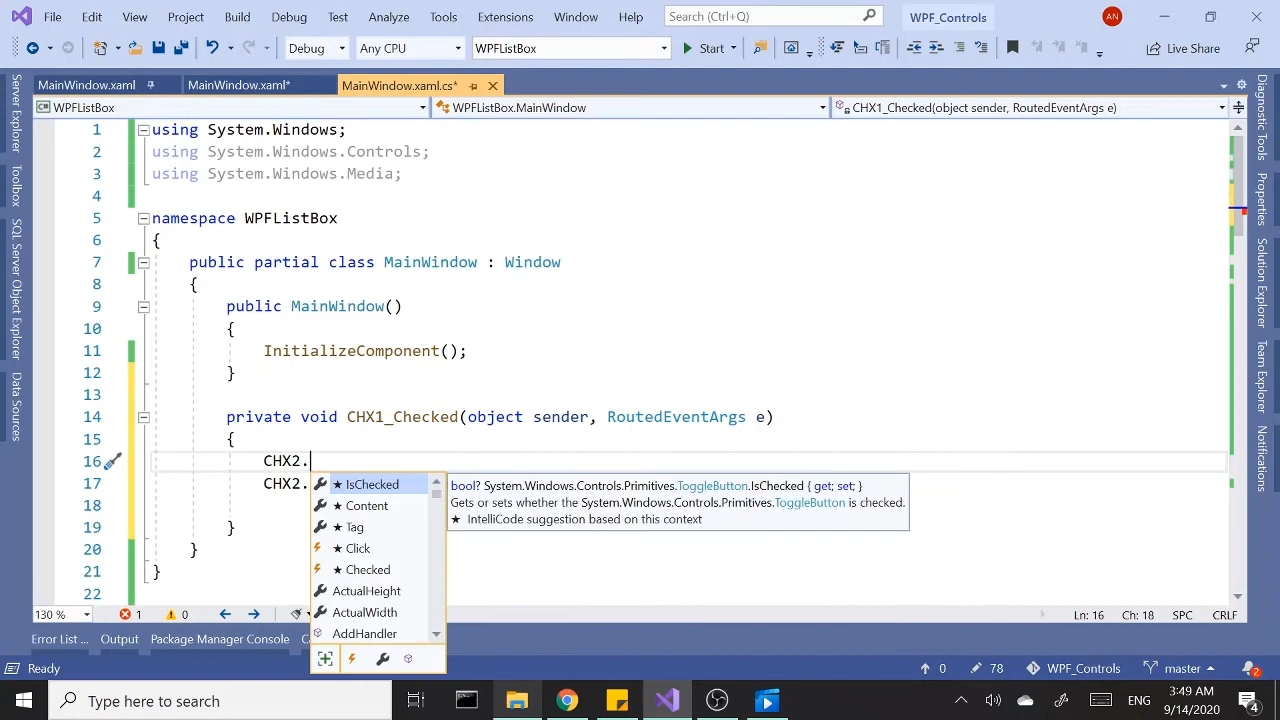 File Edit View Project Build Debug Test Analyze Tools Extensions Window Help Search (Ctrl+Q) WPF_Controls AN
Debug Any CPU WPFListBox Start Live Share
MainWindow.xaml MainWindow.xaml* MainWindow.xaml.cs*
WPFListBox WPFListBox.MainWindow CHX1_Checked(object sender, RoutedEventArgs e)
Server Explorer
Toolbox
SQL Server Object Explorer
Data Sources
1 using System.Windows;
2 using System.Windows.Controls;
3 using System.Windows.Media;
4
5 namespace WPFListBox
6 {
7 public partial class MainWindow : Window
8 {
9 public MainWindow()
10 {
11 InitializeComponent();
12 }
13
14 private void CHX1_Checked(object sender, RoutedEventArgs e)
15 {
16 CHX2.
17 CHX2.
18
19 }
20 }
21 }
22
★ IsChecked
★ Content
★ Tag
★ Click
★ Checked
ActualHeight
ActualWidth
AddHandler
bool? System.Windows.Controls.Primitives.ToggleButton.IsChecked { get; set; }
Gets or sets whether the System.Windows.Controls.Primitives.ToggleButton is checked.
★ IntelliCode suggestion based on this context
Diagnostic Tools
Properties
Solution Explorer
Team Explorer
Notifications
130 % 1 0 Ln: 16 Ch: 18 SPC CRLF
Error List ... Output Package Manager Console
Ready 0 78 WPF_Controls master 2
Type here to search ENG :49 AM
9/14/2020 4